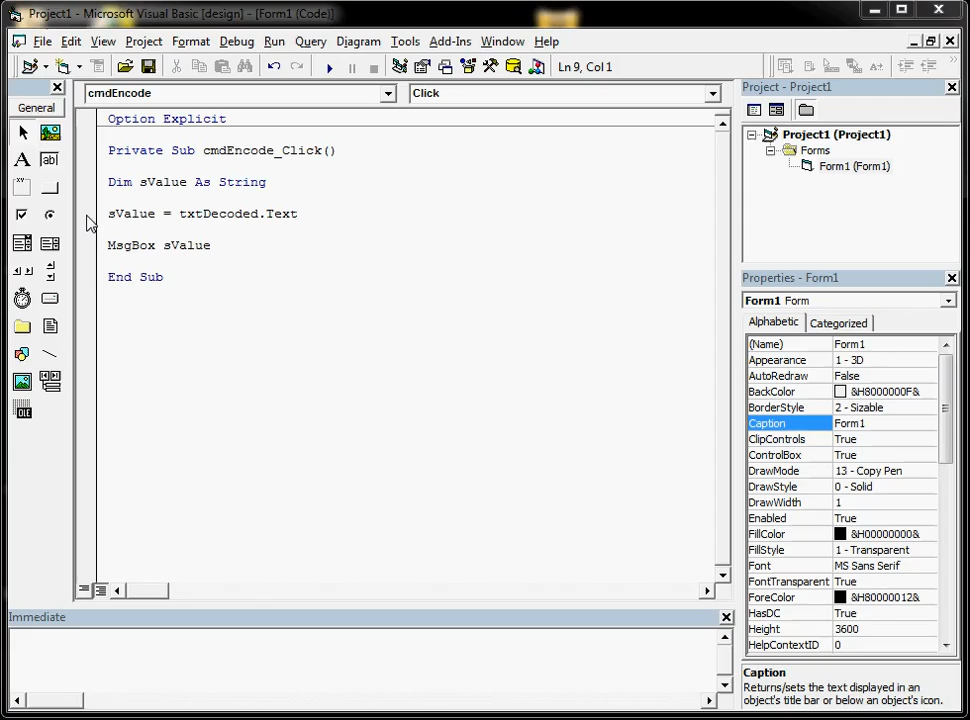 Project1 - Microsoft Visual Basic [design] - [Form1 (Code)]
File Edit View Project Format Debug Run Query Diagram Tools Add-Ins Window Help
Ln 9, Col 1
General
cmdEncode
Click
Option Explicit
Private Sub cmdEncode_Click()
Dim sValue As String
sValue = txtDecoded.Text
MsgBox sValue
End Sub
Immediate
Project - Project1
Project1 (Project1)
Forms
Form1 (Form1)
Properties - Form1
Form1 Form
Alphabetic Categorized
(Name) Form1
Appearance 1 - 3D
AutoRedraw False
BackColor &H8000000F&
BorderStyle 2 - Sizable
Caption Form1
ClipControls True
ControlBox True
DrawMode 13 - Copy Pen
DrawStyle 0 - Solid
DrawWidth 1
Enabled True
FillColor &H00000000&
FillStyle 1 - Transparent
Font MS Sans Serif
FontTransparent True
ForeColor &H80000012&
HasDC True
Height 3600
HelpContextID 0
Caption
Returns/sets the text displayed in an
object's title bar or below an object's icon.